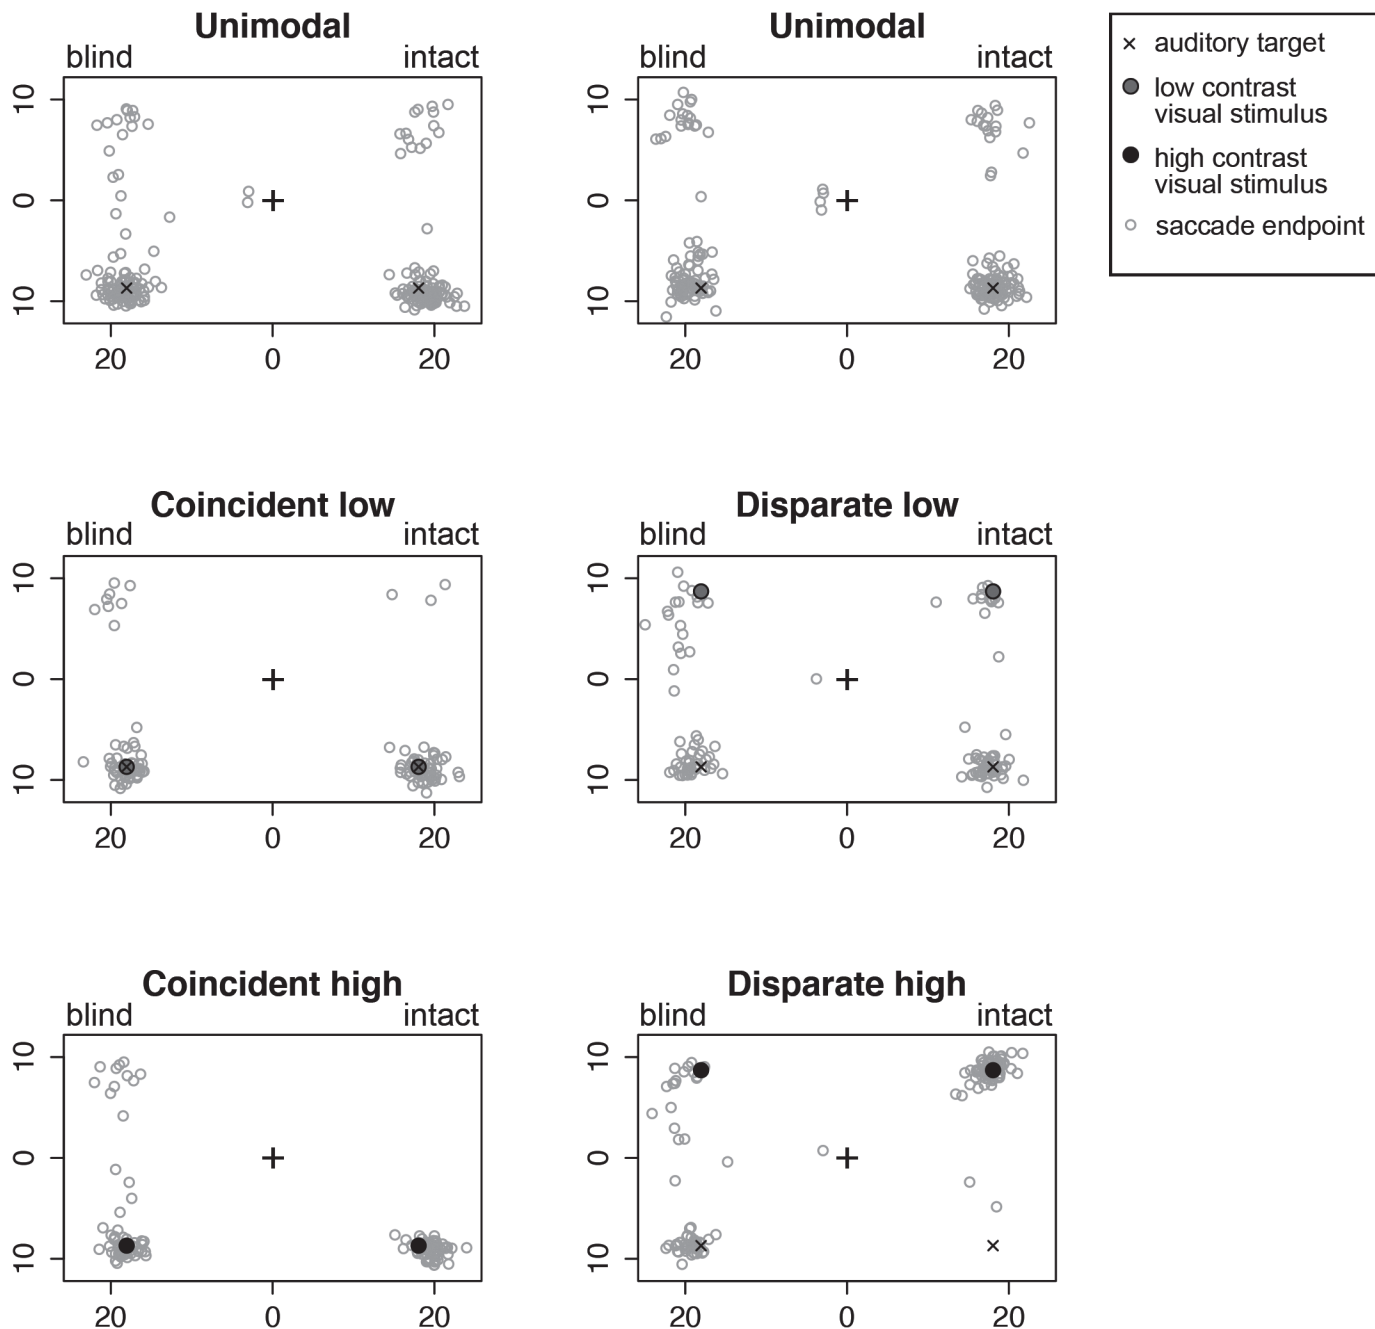 Unimodal
blind intact
10
0
10
20 0 20
Unimodal
blind intact
10
0
10
20 0 20
× auditory target
low contrast
visual stimulus
high contrast
visual stimulus
saccade endpoint
Coincident low
blind intact
10
0
10
20 0 20
Disparate low
blind intact
10
0
10
20 0 20
Coincident high
blind intact
10
0
10
20 0 20
Disparate high
blind intact
10
0
10
20 0 20